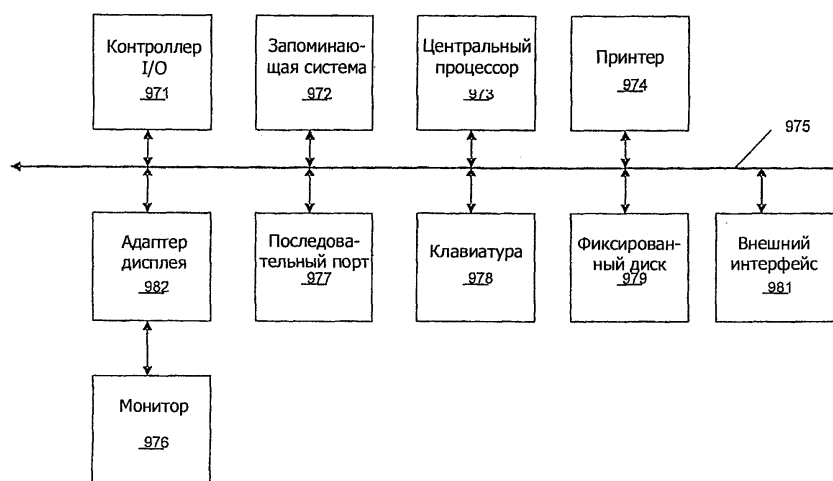 Контроллер
I/O
971
Запоминаю-
щая система
972
Центральный
процессор
973
Принтер
974
975
Адаптер
дисплея
982
Последова-
тельный порт
977
Клавиатура
978
Фиксирован-
ный диск
979
Внешний
интерфейс
981
Монитор
976